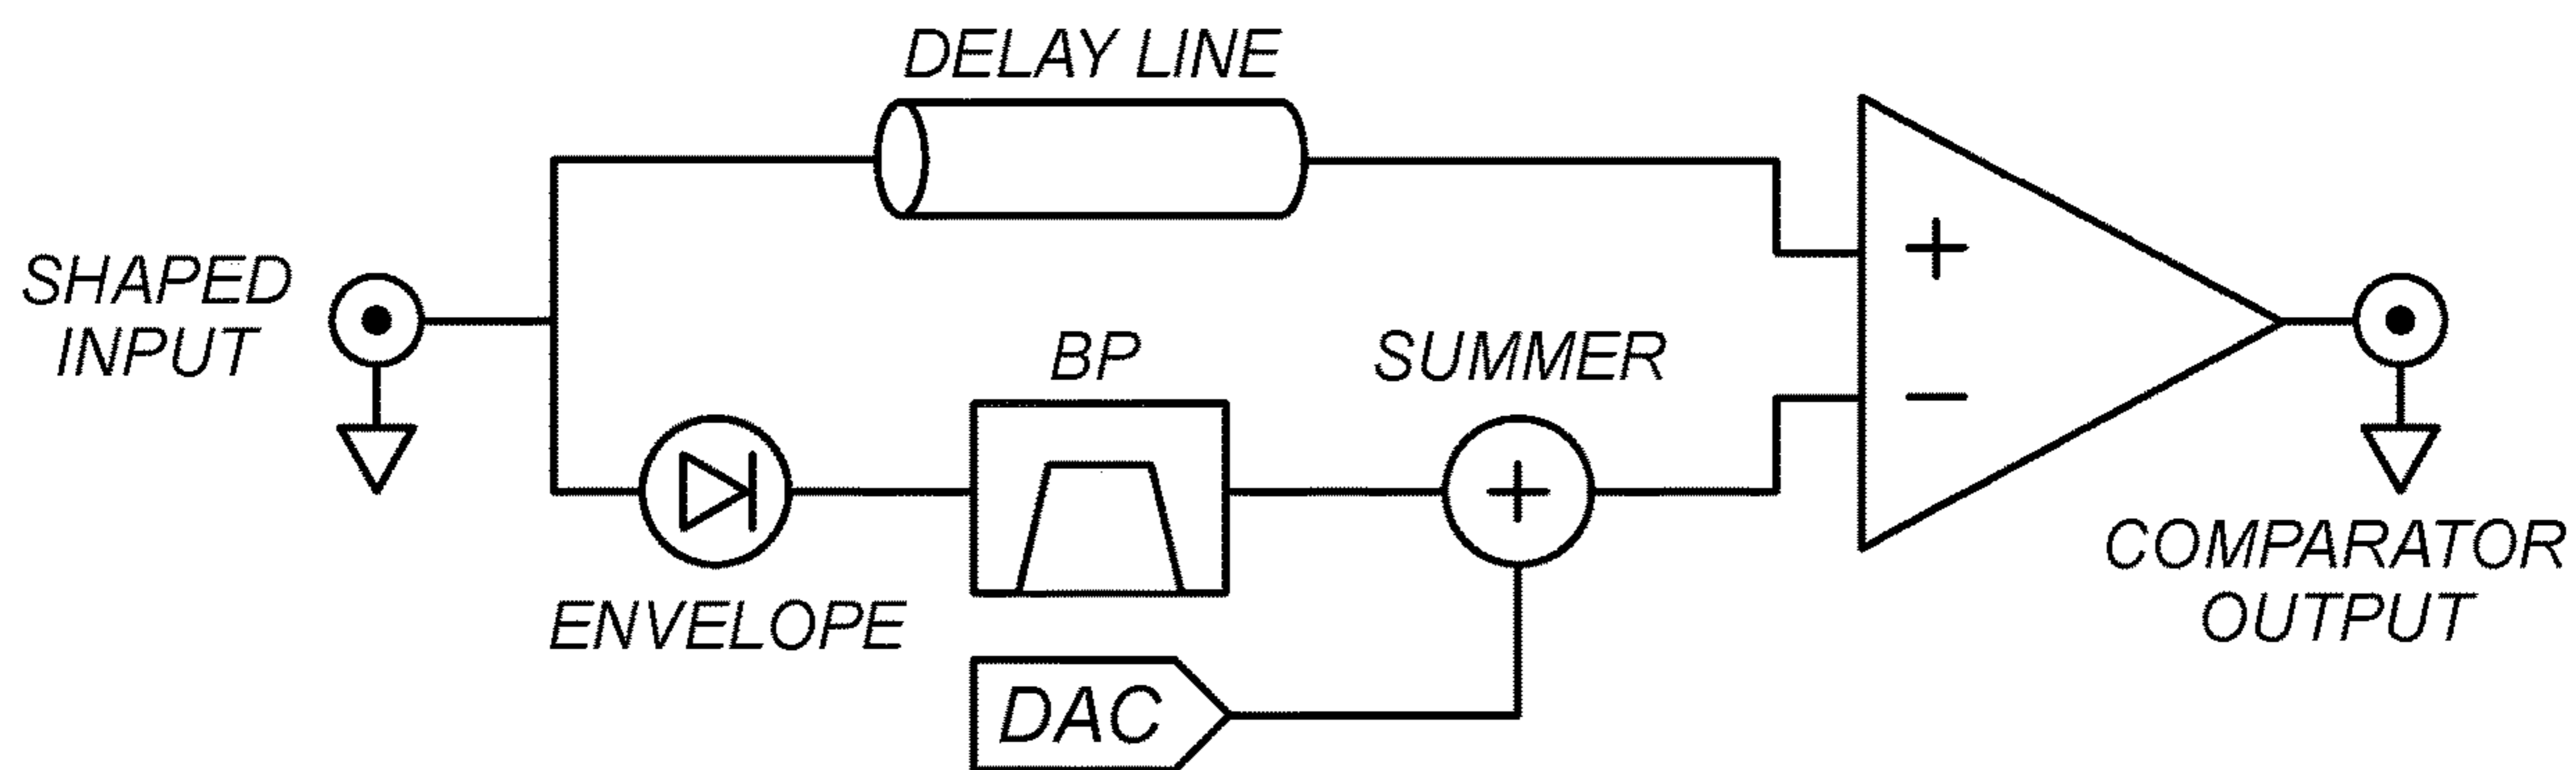 DELAY LINE
SHAPED
INPUT
+
BP
SUMMER
−
+
COMPARATOR
OUTPUT
ENVELOPE
DAC